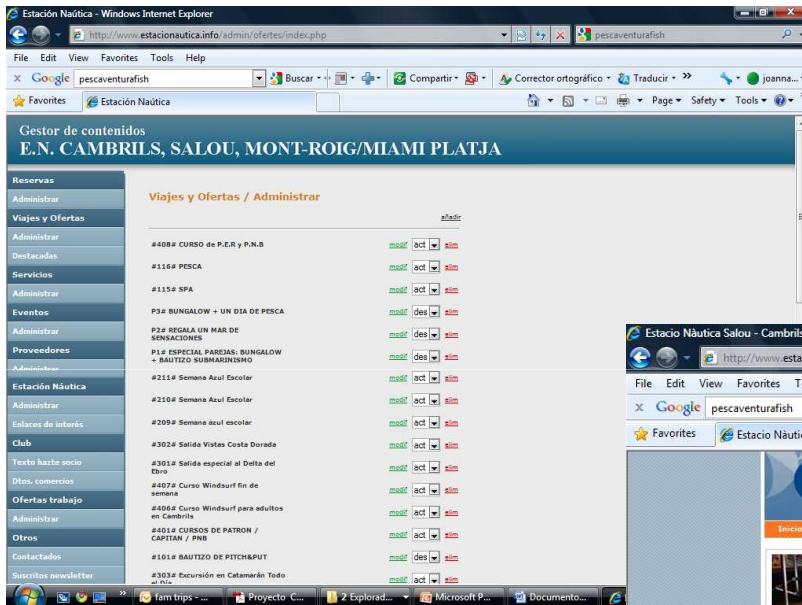 Estación Naútica - Windows Internet Explorer
http://www.estacionautica.info/admin/ofertes/index.php
pescaventurafish
File Edit View Favorites Tools Help
x Google pescaventurafish Buscar Compartir Corrector ortográfico Traducir » joanna...
Favorites Estación Naútica Page Safety Tools
Gestor de contenidos
E.N. CAMBRILS, SALOU, MONT-ROIG/MIAMI PLATJA
Reservas
Administrar
Viajes y Ofertas
Administrar
Destacadas
Servicios
Administrar
Eventos
Administrar
Proveedores
Administrar
Estación Náutica
Administrar
Enlaces de interés
Club
Texto hazte socio
Dtos. comercios
Ofertas trabajo
Administrar
Otros
Contactados
Suscritos newsletter
Viajes y Ofertas / Administrar
añadir
#408# CURSO de P.E.R y P.N.B modif act elim
#116# PESCA modif act elim
#115# SPA modif act elim
P3# BUNGALOW + UN DIA DE PESCA modif des elim
P2# REGALA UN MAR DE
SENSACIONES modif des elim
P1# ESPECIAL PAREJAS: BUNGALOW
+ BAUTIZO SUBMARINISMO modif des elim
#211# Semana Azul Escolar modif act elim
#210# Semana Azul Escolar modif act elim
#209# Semana azul escolar modif act elim
#302# Salida Vistas Costa Dorada modif act elim
#301# Salida especial al Delta del
Ebro modif act elim
#407# Curso Windsurf fin de
semana modif act elim
#406# Curso Windsurf para adultos
en Cambrils modif act elim
#401# CURSOS DE PATRON /
CAPITAN / PNB modif act elim
#101# BAUTIZO DE PITCH&PUT modif des elim
#303# Excursión en Catamarán Todo
el Día modif act elim
Estacio Nàutica Salou - Cambrils
http://www.esta
File Edit View Favorites T
x Google pescaventurafish
Favorites Estacio Nàuti
Inicio
» fam trips - ... Proyecto C... 2 Explorad... Microsoft P... Documento...